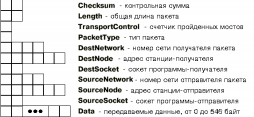 Checksum - контрольная сумма
Length - общая длина пакета
TransportControl - счетчик пройденных мостов
PacketType - тип пакета
DestNetwork - номер сети получателя пакета
DestNode - адрес станции-получателя
DestSocket - сокет программы-получателя
SourceNetwork - номер сети отправителя пакета
SourceNode - адрес станции-отправителя
SourceSocket - сокет программы-отправителя
Data - передаваемые данные, от 0 до 546 байт